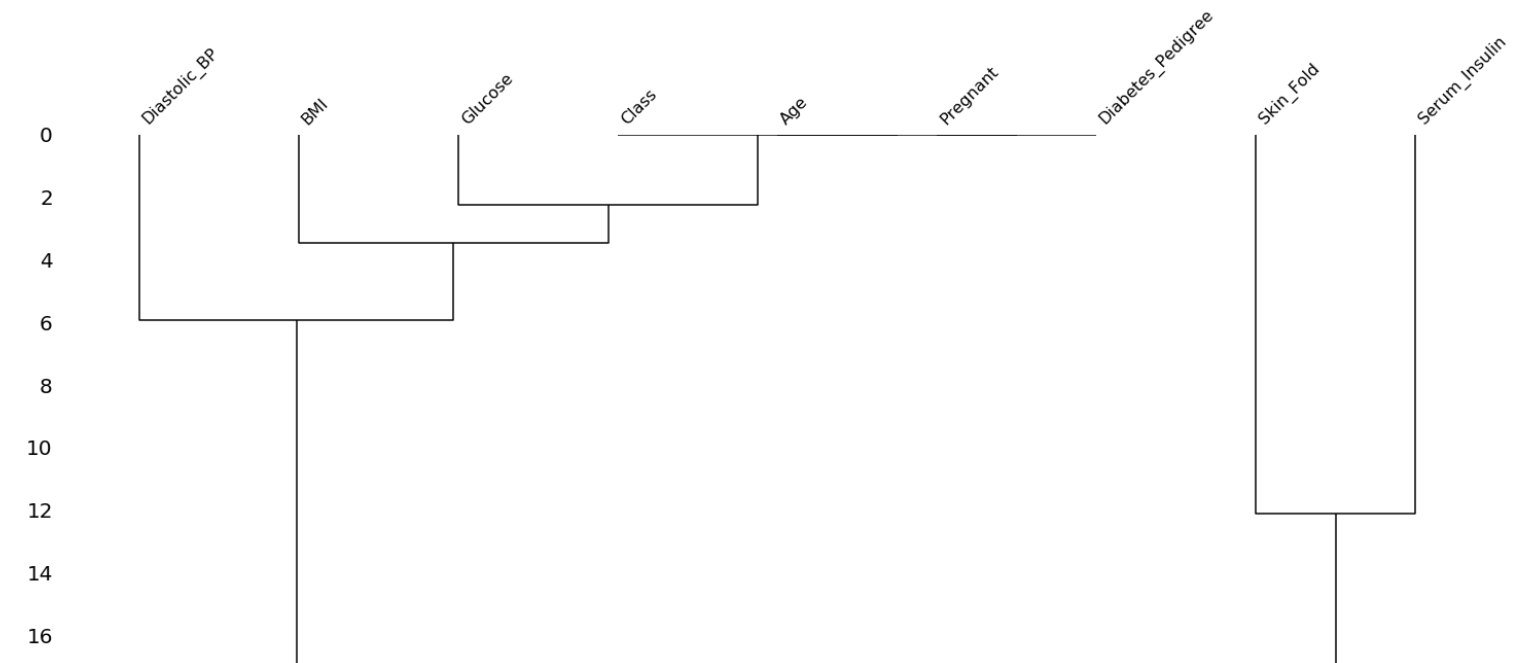 Diastolic_BP
BMI
Glucose
Class
Age
Pregnant
Diabetes_Pedigree
Skin_Fold
Serum_Insulin
0
2
4
6
8
10
12
14
16